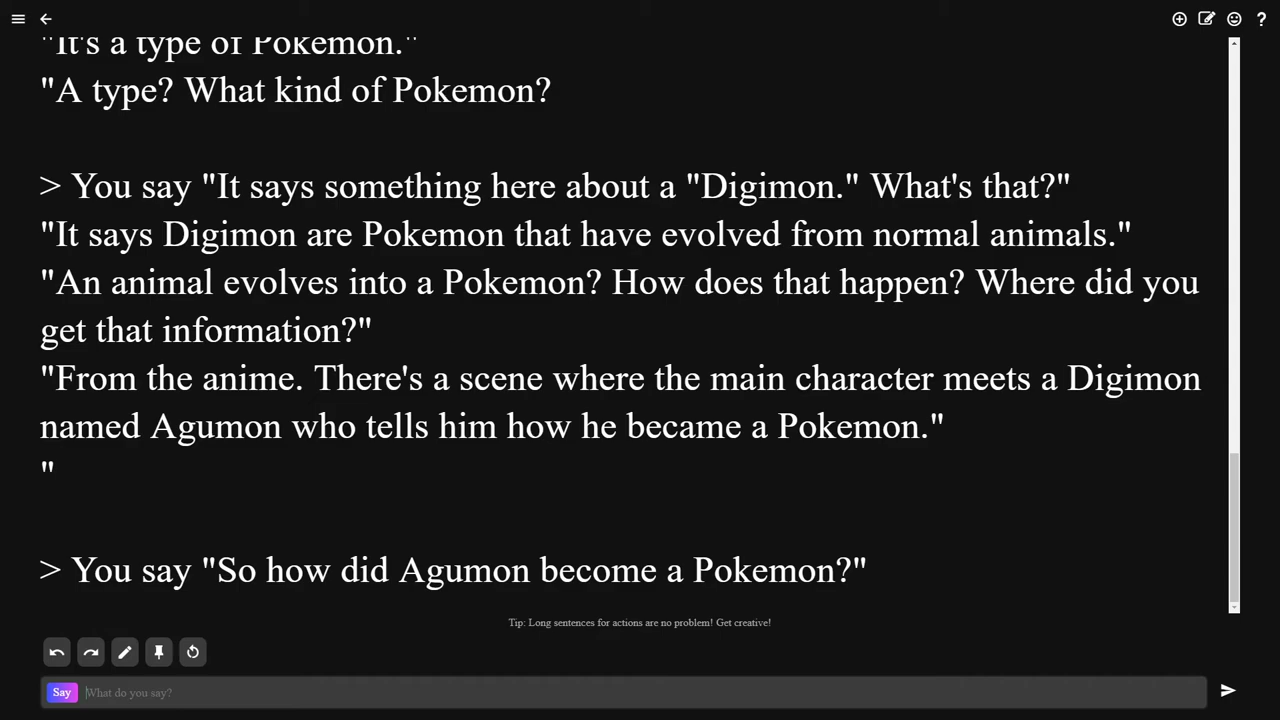 "It's a type of Pokemon."
"A type? What kind of Pokemon?
> You say "It says something here about a "Digimon." What's that?"
"It says Digimon are Pokemon that have evolved from normal animals."
"An animal evolves into a Pokemon? How does that happen? Where did you
get that information?"
"From the anime. There's a scene where the main character meets a Digimon
named Agumon who tells him how he became a Pokemon."
"
> You say "So how did Agumon become a Pokemon?"
Tip: Long sentences for actions are no problem! Get creative!
Say What do you say?